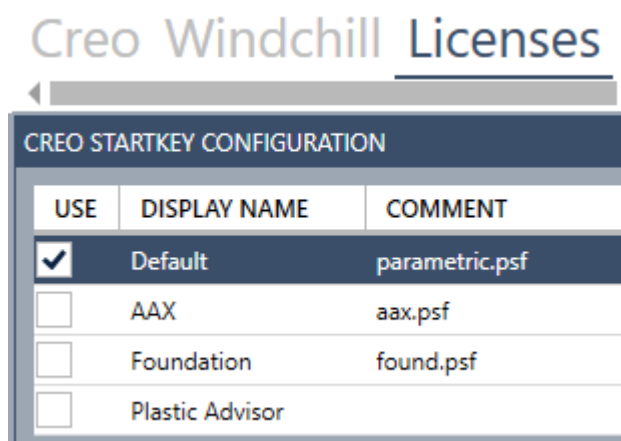 Creo Windchill Licenses
CREO STARTKEY CONFIGURATION
USE DISPLAY NAME COMMENT
Default parametric.psf
AAX aax.psf
Foundation found.psf
Plastic Advisor